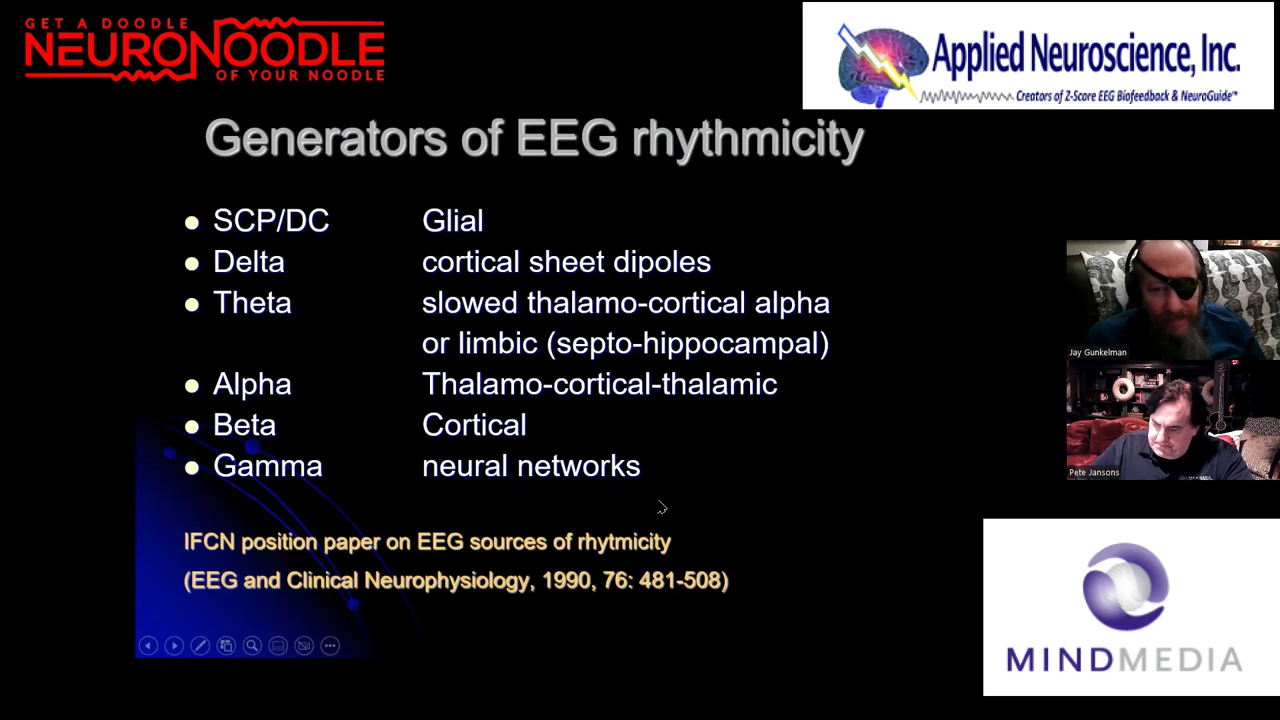 GET A DOODLE
NEURONOODLE
OF YOUR NOODLE
Applied Neuroscience, Inc.
Creators of Z-Score EEG Biofeedback & NeuroGuide™
Generators of EEG rhythmicity
SCP/DC Glial
Delta cortical sheet dipoles
Theta slowed thalamo-cortical alpha
or limbic (septo-hippocampal)
Alpha Thalamo-cortical-thalamic
Beta Cortical
Gamma neural networks
IFCN position paper on EEG sources of rhytmicity
(EEG and Clinical Neurophysiology, 1990, 76: 481-508)
Jay Gunkelman
Pete Jansons
MINDMEDIA